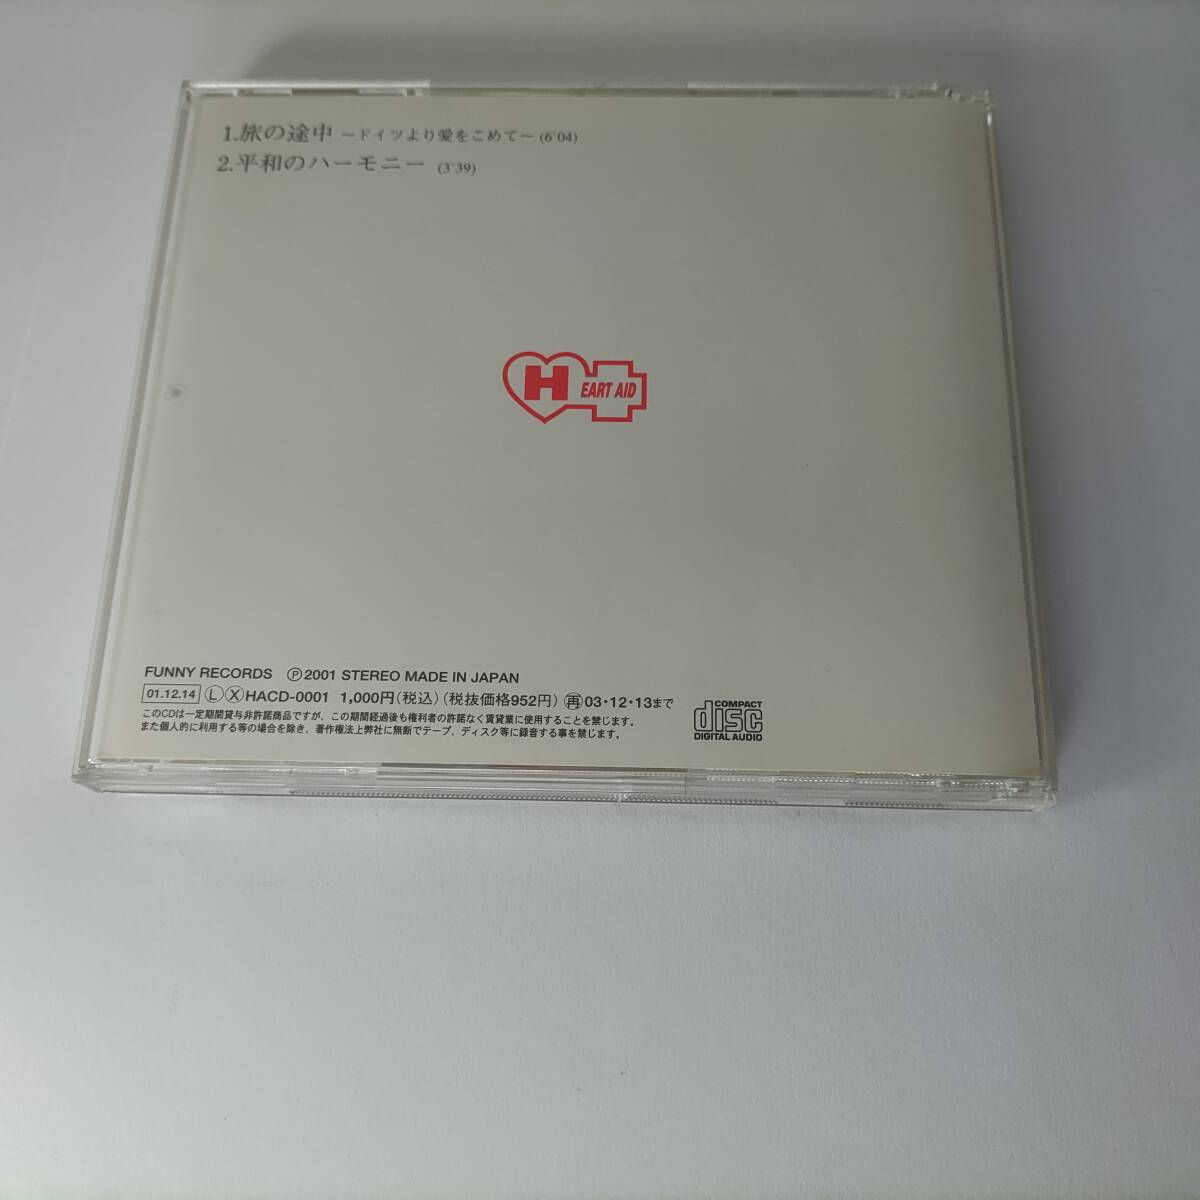 1.旅の途中 〜ドイツより愛をこめて〜 (6'04)
2.平和のハーモニー (3'39)
HEART AID
FUNNY RECORDS Ⓟ2001 STEREO MADE IN JAPAN
01.12.14 ⓁⓍHACD-0001 1,000円(税込)(税抜価格952円) ㊢03・12・13まで
このCDは一定期間貸与非許諾商品ですが、この期間経過後も権利者の許諾なく賃貸業に使用することを禁じます。
また個人的に利用する等の場合を除き、著作権法上弊社に無断でテープ、ディスク等に録音する事を禁じます。
COMPACT
disc
DIGITAL AUDIO